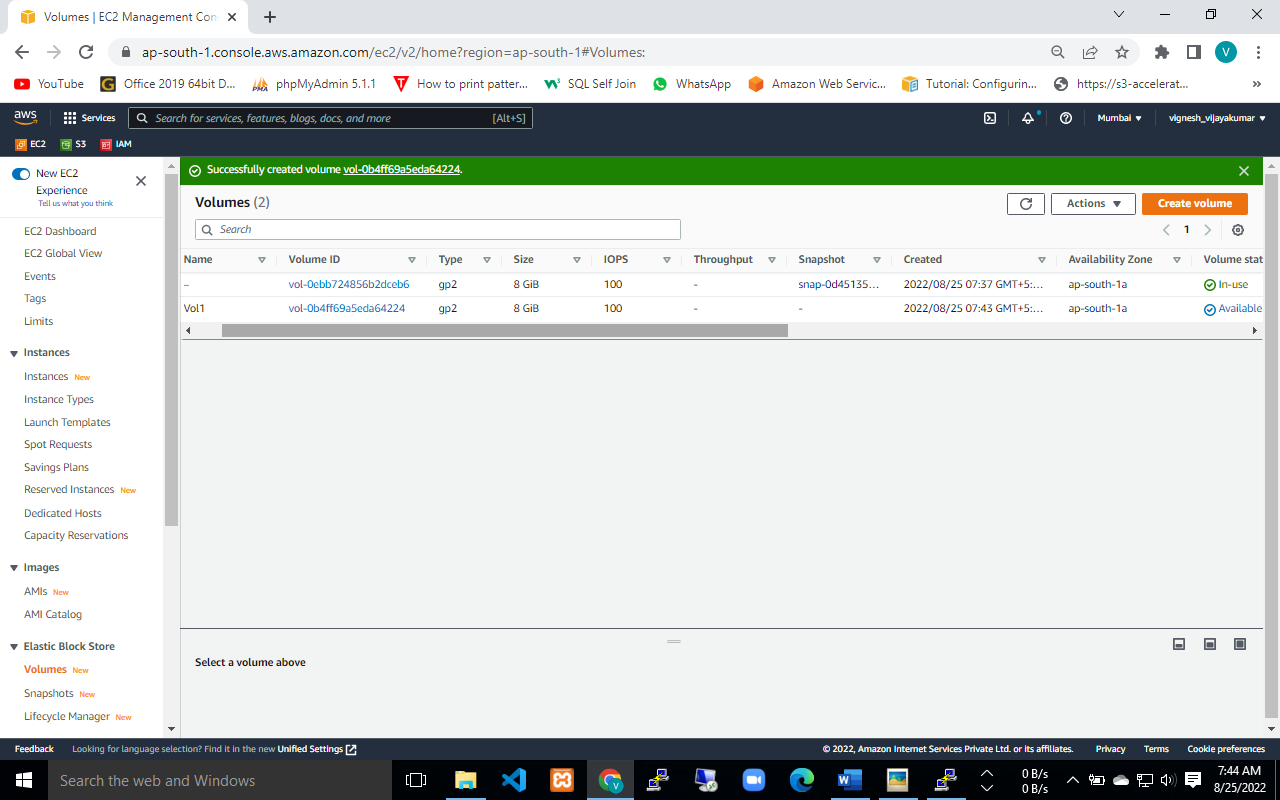 Volumes | EC2 Management Con
ap-south-1.console.aws.amazon.com/ec2/v2/home?region=ap-south-1#Volumes:
V
YouTube
Office 2019 64bit D...
phpMyAdmin 5.1.1
How to print patter...
SQL Self Join
WhatsApp
Amazon Web Servic...
Tutorial: Configurin...
https://s3-accelerat...
»
aws
Services
Search for services, features, blogs, docs, and more
[Alt+S]
Mumbai
vignesh_vijayakumar
EC2
S3
IAM
New EC2
Experience
Tell us what you think
EC2 Dashboard
EC2 Global View
Events
Tags
Limits
Instances
Instances New
Instance Types
Launch Templates
Spot Requests
Savings Plans
Reserved Instances New
Dedicated Hosts
Capacity Reservations
Images
AMIs New
AMI Catalog
Elastic Block Store
Volumes New
Snapshots New
Lifecycle Manager New
Successfully created volume vol-0b4ff69a5eda64224.
Volumes (2)
Actions
Create volume
Search
1
Name Volume ID Type Size IOPS Throughput Snapshot Created Availability Zone Volume stat
– vol-0ebb724856b2dceb6 gp2 8 GiB 100 - snap-0d45135... 2022/08/25 07:37 GMT+5:... ap-south-1a In-use
Vol1 vol-0b4ff69a5eda64224 gp2 8 GiB 100 - - 2022/08/25 07:43 GMT+5:... ap-south-1a Available
Select a volume above
Feedback
Looking for language selection? Find it in the new Unified Settings
© 2022, Amazon Internet Services Private Ltd. or its affiliates.
Privacy
Terms
Cookie preferences
Search the web and Windows
0 B/s
0 B/s
7:44 AM
8/25/2022